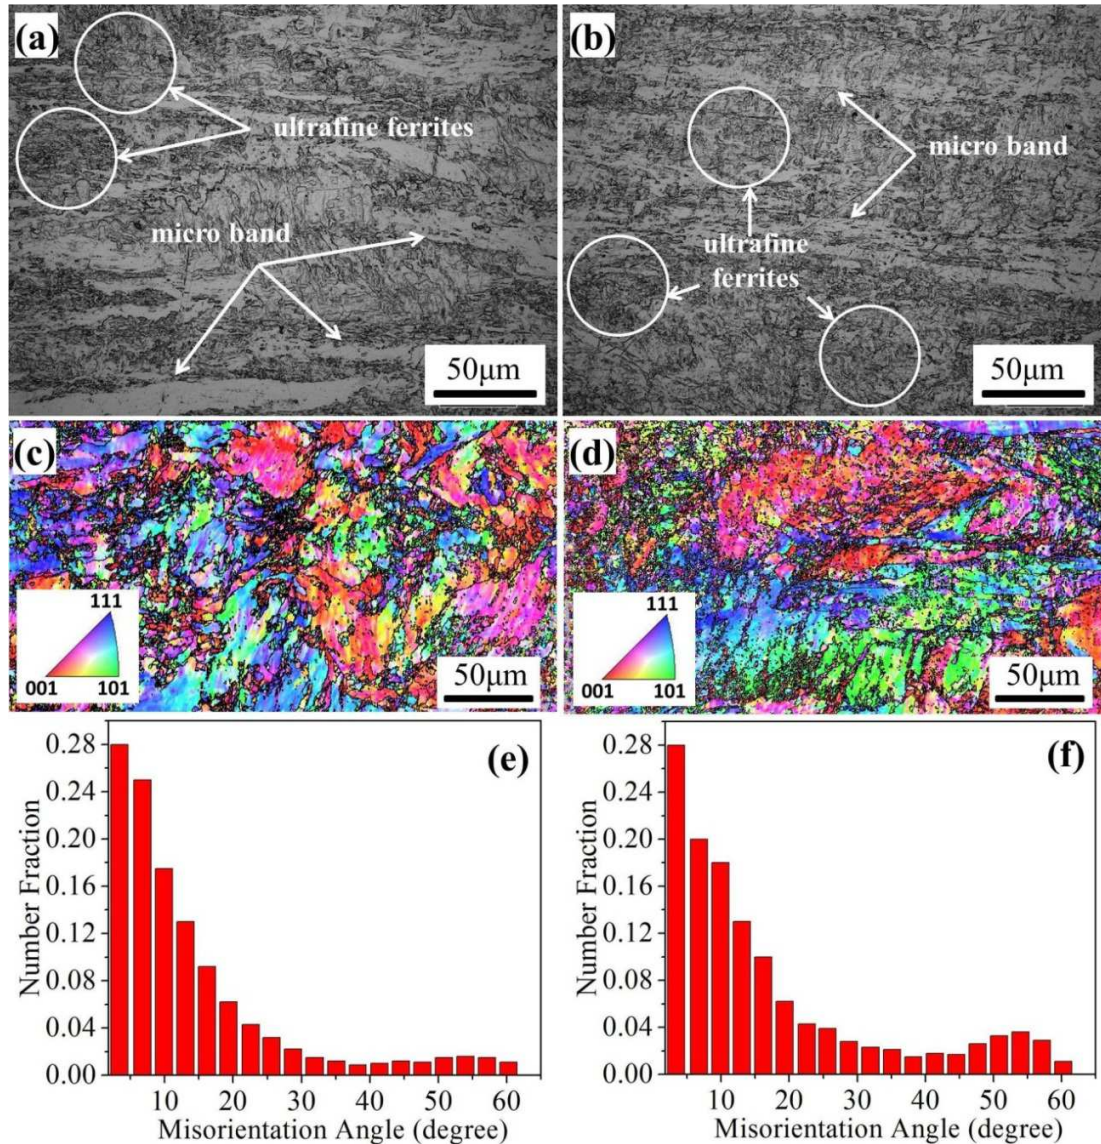 (a)
ultrafine ferrites
micro band
50μm
(b)
micro band
ultrafine
ferrites
50μm
(c)
111
001
101
50μm
(d)
111
001
101
50μm
(e)
Number Fraction
0.28
0.24
0.20
0.16
0.12
0.08
0.04
0.00
10 20 30 40 50 60
Misorientation Angle (degree)
(f)
Number Fraction
0.28
0.24
0.20
0.16
0.12
0.08
0.04
0.00
10 20 30 40 50 60
Misorientation Angle (degree)